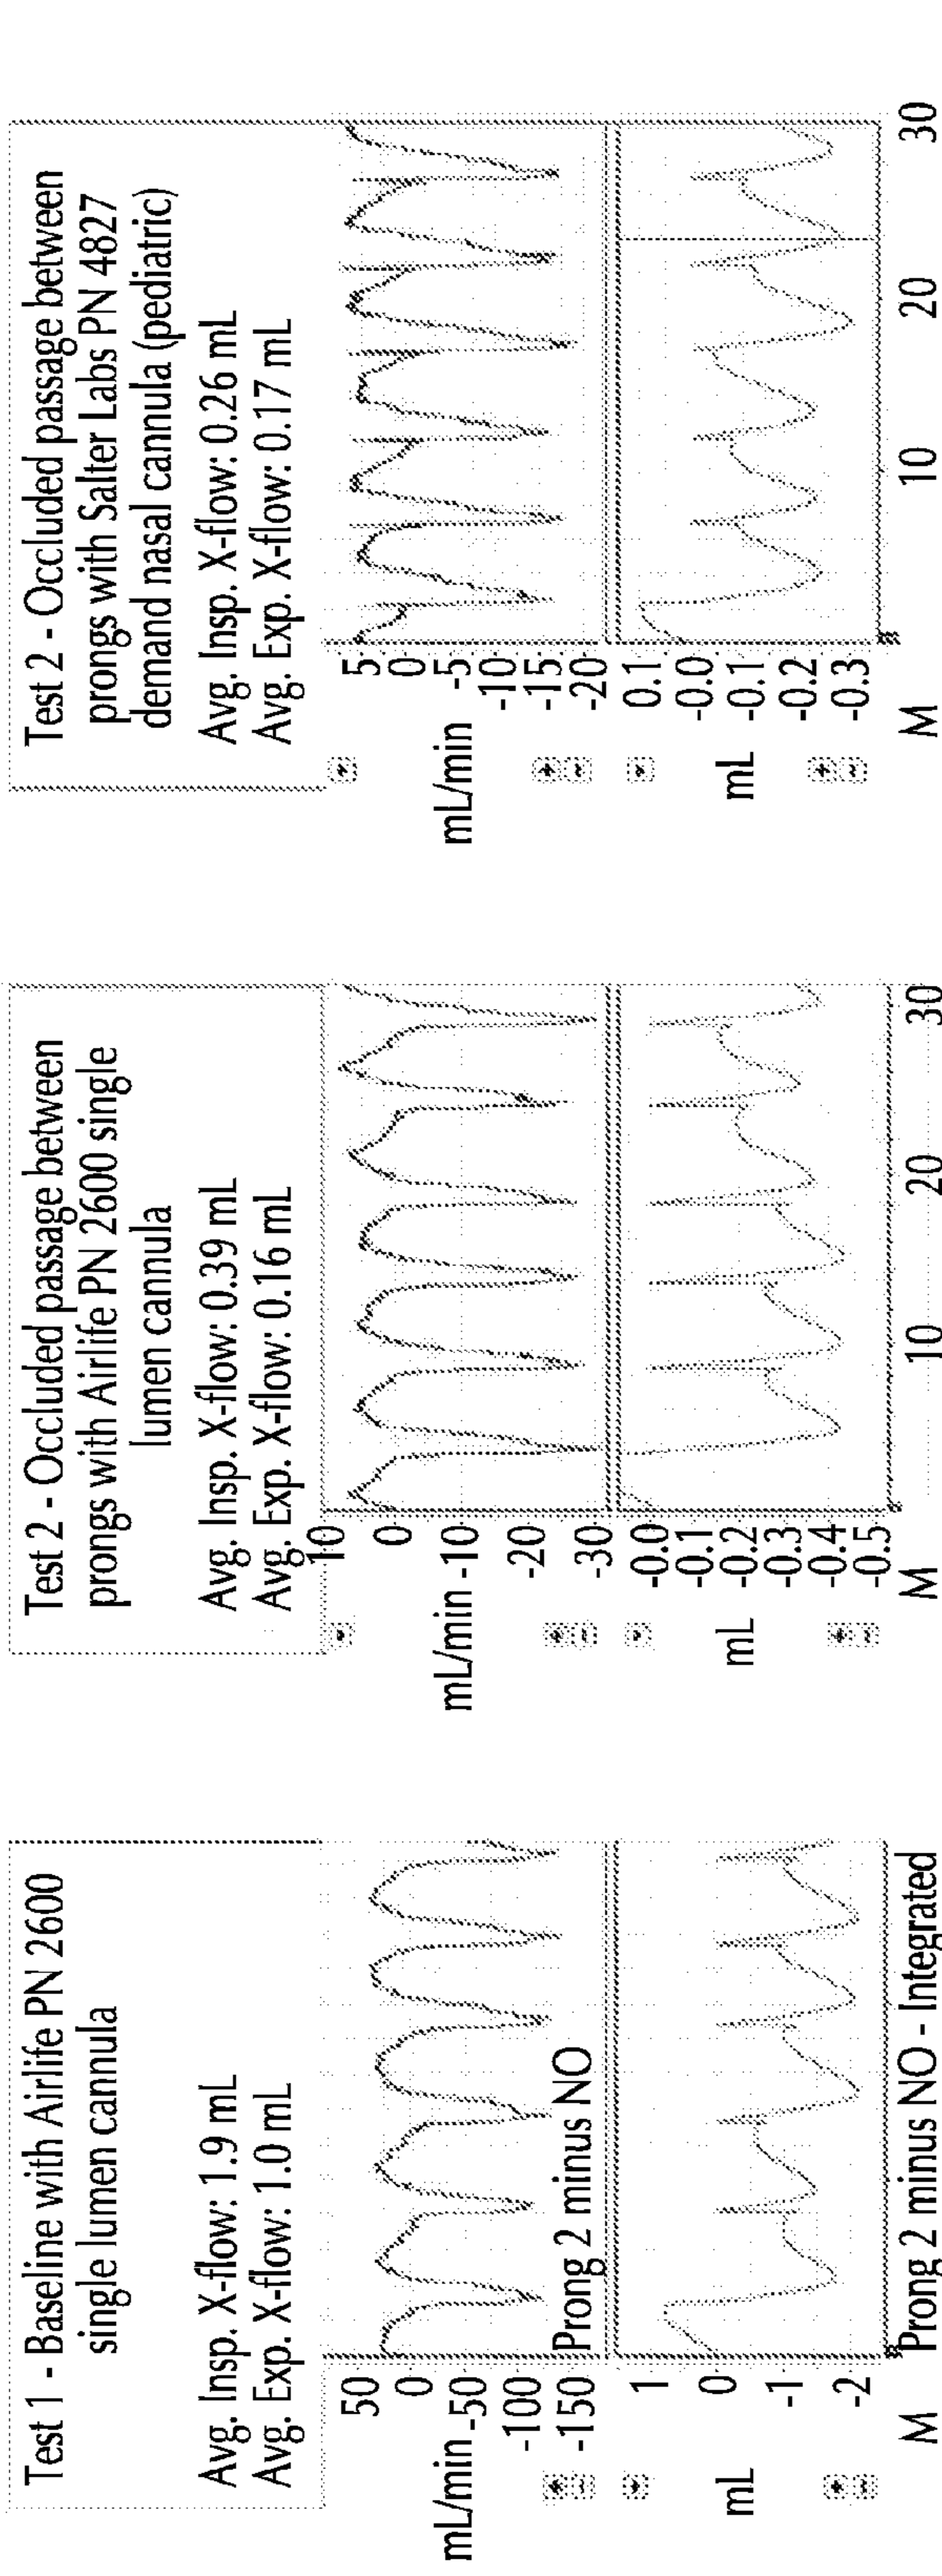 Test 1 - Baseline with Airlife PN 2600
single lumen cannula
Avg. Insp. X-flow: 1.9 mL
Avg. Exp. X-flow: 1.0 mL
50
0
mL/min
-50
-100
-150
Prong 2 minus NO
1
0
mL
-1
-2
M
Prong 2 minus NO - Integrated
Test 2 - Occluded passage between
prongs with Airlife PN 2600 single
lumen cannula
Avg. Insp. X-flow: 0.39 mL
Avg. Exp. X-flow: 0.16 mL
10
0
mL/min
-10
-20
-30
-0.0
-0.1
mL
-0.2
-0.3
-0.4
-0.5
M
10
20
30
Test 2 - Occluded passage between
prongs with Salter Labs PN 4827
demand nasal cannula (pediatric)
Avg. Insp. X-flow: 0.26 mL
Avg. Exp. X-flow: 0.17 mL
5
0
mL/min
-5
-10
-15
-20
0.1
-0.0
mL
-0.1
-0.2
-0.3
M
10
20
30